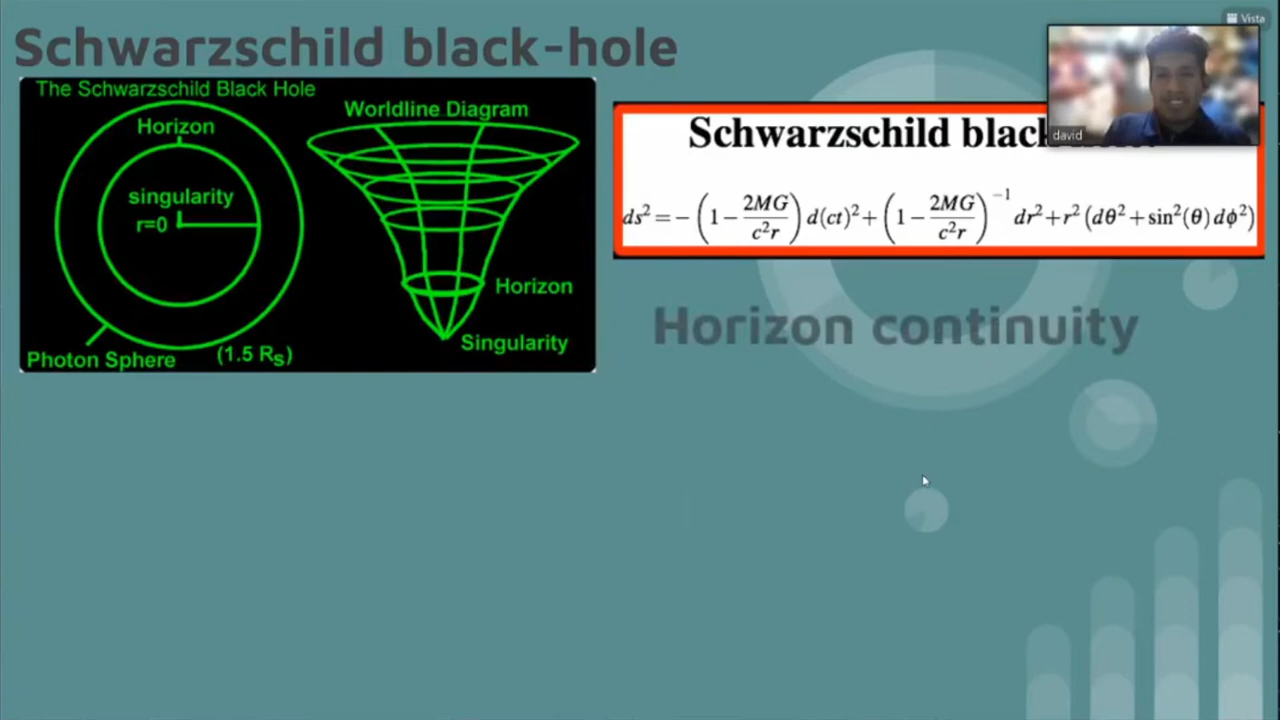 Vista
Schwarzschild black-hole
The Schwarzschild Black Hole
Horizon
singularity
r=0
Photon Sphere
(1.5 Rs)
Worldline Diagram
Horizon
Singularity
Schwarzschild
ds² = −(1 − 2MG/c²r) d(ct)² + (1 − 2MG/c²r)⁻¹ dr² + r² (dθ² + sin²(θ) dϕ²)
david
Horizon continuity